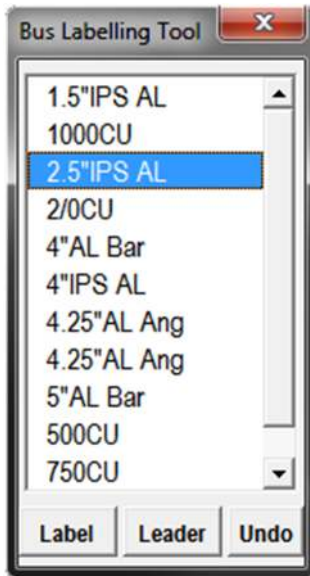 Bus Labelling Tool
1.5"IPS AL
1000CU
2.5"IPS AL
2/0CU
4"AL Bar
4"IPS AL
4.25"AL Ang
4.25"AL Ang
5"AL Bar
500CU
750CU
Label Leader Undo